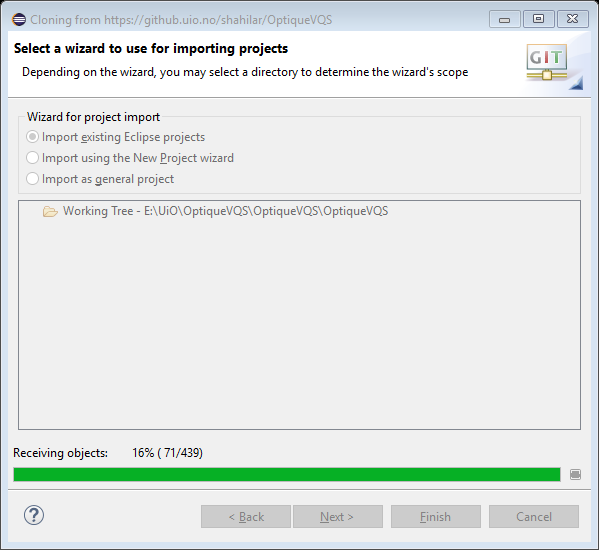 Cloning from https://github.uio.no/shahilar/OptiqueVQS
Select a wizard to use for importing projects
Depending on the wizard, you may select a directory to determine the wizard's scope
GIT
Wizard for project import
Import existing Eclipse projects
Import using the New Project wizard
Import as general project
Working Tree - E:\UiO\OptiqueVQS\OptiqueVQS\OptiqueVQS
Receiving objects: 16% ( 71/439)
? < Back Next > Finish Cancel